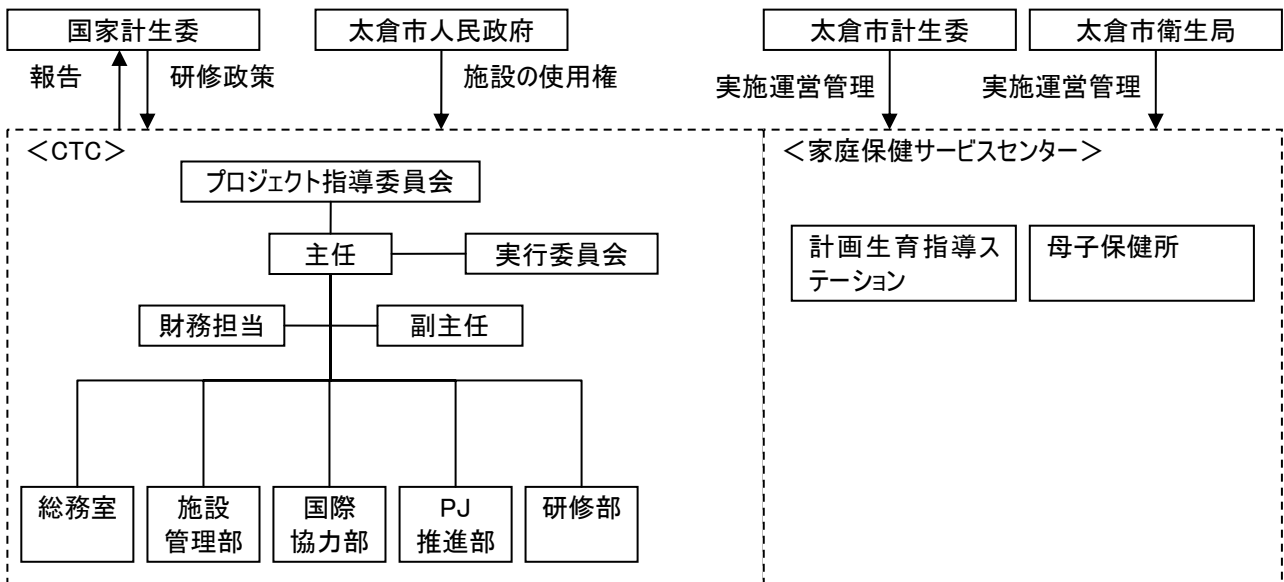 国家計生委
太倉市人民政府
太倉市計生委
太倉市衛生局
報告
研修政策
施設の使用権
実施運営管理
実施運営管理
＜CTC＞
プロジェクト指導委員会
主任
実行委員会
財務担当
副主任
総務室
施設
管理部
国際
協力部
PJ
推進部
研修部
＜家庭保健サービスセンター＞
計画生育指導ス
テーション
母子保健所